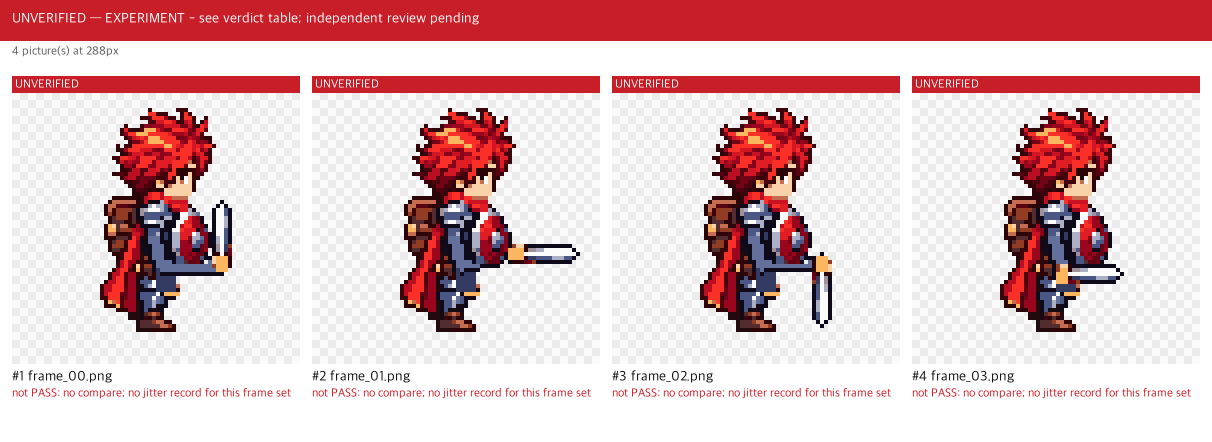 UNVERIFIED — EXPERIMENT – see verdict table; independent review pending
4 picture(s) at 288px
UNVERIFIED
UNVERIFIED
UNVERIFIED
UNVERIFIED
#1 frame_00.png
not PASS: no compare; no jitter record for this frame set
#2 frame_01.png
not PASS: no compare; no jitter record for this frame set
#3 frame_02.png
not PASS: no compare; no jitter record for this frame set
#4 frame_03.png
not PASS: no compare; no jitter record for this frame set